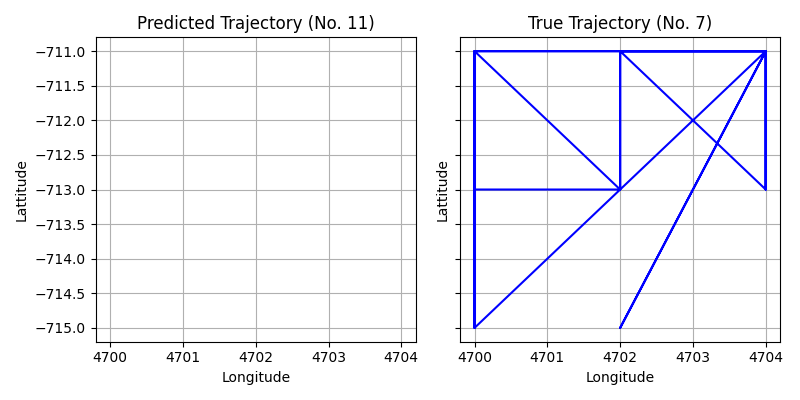 Predicted Trajectory (No. 11)
True Trajectory (No. 7)
Lattitude
−711.0
−711.5
−712.0
−712.5
−713.0
−713.5
−714.0
−714.5
−715.0
4700 4701 4702 4703 4704
Longitude
Lattitude
4700 4701 4702 4703 4704
Longitude